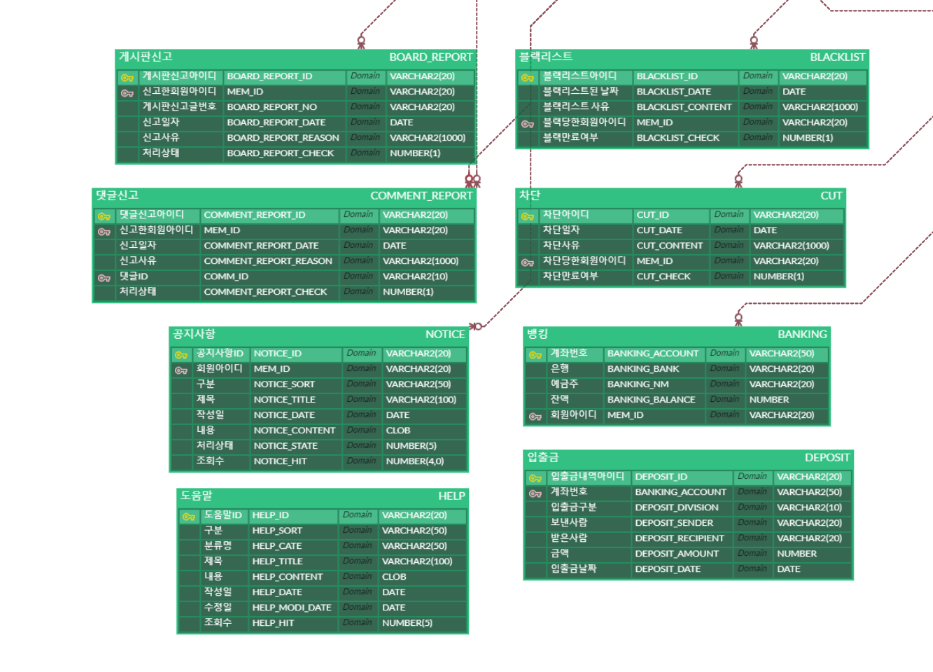 게시판신고 BOARD_REPORT
게시판신고아이디 BOARD_REPORT_ID Domain VARCHAR2(20)
신고한회원아이디 MEM_ID Domain VARCHAR2(20)
게시판신고글번호 BOARD_REPORT_NO Domain VARCHAR2(20)
신고일자 BOARD_REPORT_DATE Domain DATE
신고사유 BOARD_REPORT_REASON Domain VARCHAR2(1000)
처리상태 BOARD_REPORT_CHECK Domain NUMBER(1)
블랙리스트 BLACKLIST
블랙리스트아이디 BLACKLIST_ID Domain VARCHAR2(20)
블랙리스트된 날짜 BLACKLIST_DATE Domain DATE
블랙리스트 사유 BLACKLIST_CONTENT Domain VARCHAR2(1000)
블랙당한회원아이디 MEM_ID Domain VARCHAR2(20)
블랙만료여부 BLACKLIST_CHECK Domain NUMBER(1)
댓글신고 COMMENT_REPORT
댓글신고아이디 COMMENT_REPORT_ID Domain VARCHAR2(20)
신고한회원아이디 MEM_ID Domain VARCHAR2(20)
신고일자 COMMENT_REPORT_DATE Domain DATE
신고사유 COMMENT_REPORT_REASON Domain VARCHAR2(1000)
댓글ID COMM_ID Domain VARCHAR2(10)
처리상태 COMMENT_REPORT_CHECK Domain NUMBER(1)
차단 CUT
차단아이디 CUT_ID Domain VARCHAR2(20)
차단일자 CUT_DATE Domain DATE
차단사유 CUT_CONTENT Domain VARCHAR2(1000)
차단당한회원아이디 MEM_ID Domain VARCHAR2(20)
차단만료여부 CUT_CHECK Domain NUMBER(1)
공지사항 NOTICE
공지사항ID NOTICE_ID Domain VARCHAR2(20)
회원아이디 MEM_ID Domain VARCHAR2(20)
구분 NOTICE_SORT Domain VARCHAR2(50)
제목 NOTICE_TITLE Domain VARCHAR2(100)
작성일 NOTICE_DATE Domain DATE
내용 NOTICE_CONTENT Domain CLOB
처리상태 NOTICE_STATE Domain NUMBER(5)
조회수 NOTICE_HIT Domain NUMBER(4,0)
뱅킹 BANKING
계좌번호 BANKING_ACCOUNT Domain VARCHAR2(50)
은행 BANKING_BANK Domain VARCHAR2(20)
예금주 BANKING_NM Domain VARCHAR2(20)
잔액 BANKING_BALANCE Domain NUMBER
회원아이디 MEM_ID Domain VARCHAR2(20)
도움말 HELP
도움말ID HELP_ID Domain VARCHAR2(20)
구분 HELP_SORT Domain VARCHAR2(50)
분류명 HELP_CATE Domain VARCHAR2(50)
제목 HELP_TITLE Domain VARCHAR2(100)
내용 HELP_CONTENT Domain CLOB
작성일 HELP_DATE Domain DATE
수정일 HELP_MODI_DATE Domain DATE
조회수 HELP_HIT Domain NUMBER(5)
입출금 DEPOSIT
입출금내역아이디 DEPOSIT_ID Domain VARCHAR2(20)
계좌번호 BANKING_ACCOUNT Domain VARCHAR2(50)
입출금구분 DEPOSIT_DIVISION Domain VARCHAR2(10)
보낸사람 DEPOSIT_SENDER Domain VARCHAR2(20)
받은사람 DEPOSIT_RECIPIENT Domain VARCHAR2(20)
금액 DEPOSIT_AMOUNT Domain NUMBER
입출금날짜 DEPOSIT_DATE Domain DATE